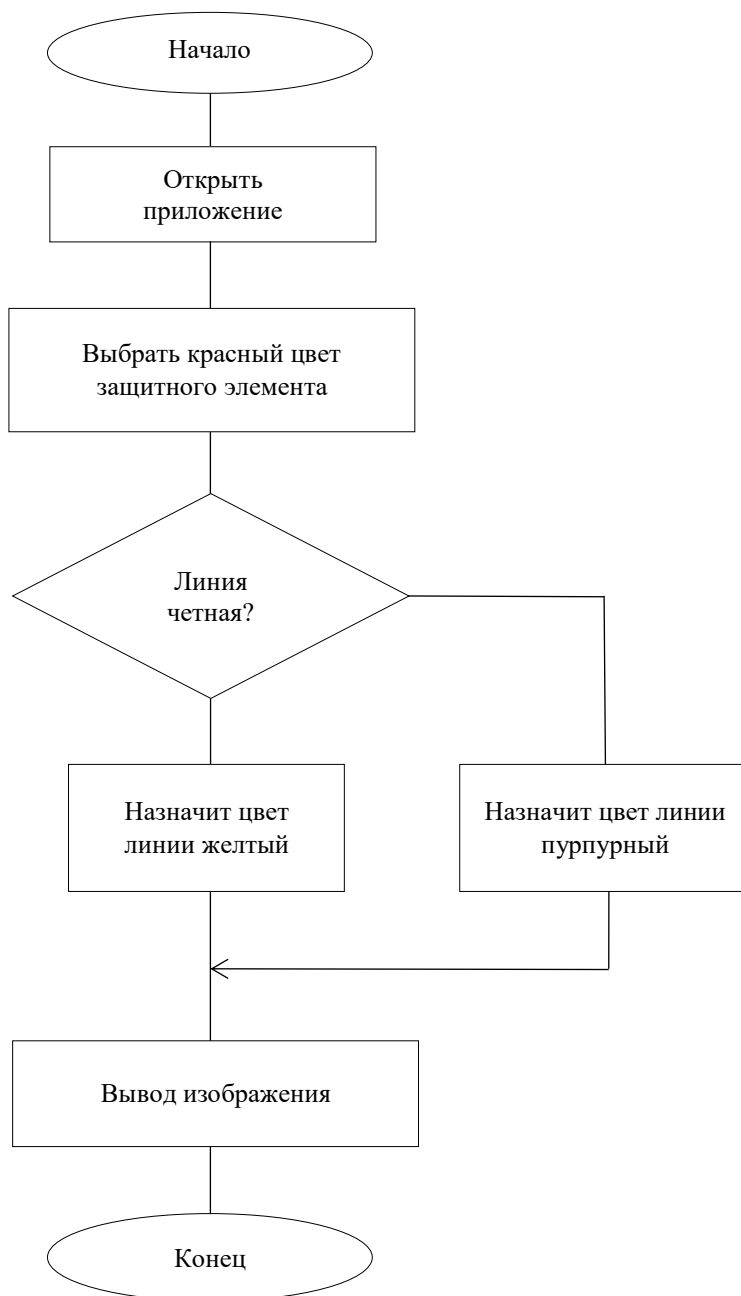 Начало
Открыть
приложение
Выбрать красный цвет
защитного элемента
Линия
четная?
Назначит цвет
линии желтый
Назначит цвет линии
пурпурный
Вывод изображения
Конец